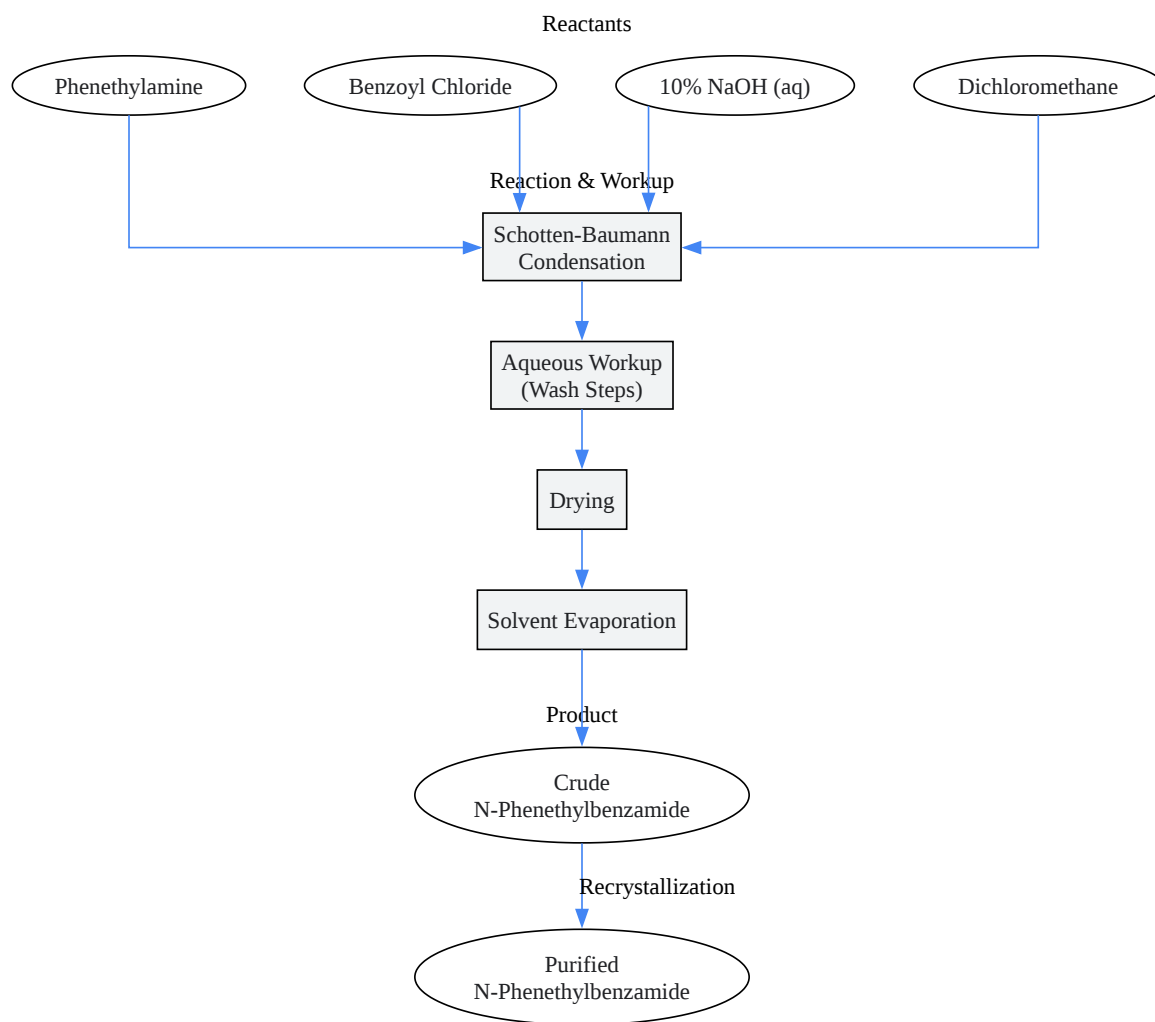 Reactants
Phenethylamine
Benzoyl Chloride
10% NaOH (aq)
Dichloromethane
Reaction & Workup
Schotten-Baumann
Condensation
Aqueous Workup
(Wash Steps)
Drying
Solvent Evaporation
Product
Crude
N-Phenethylbenzamide
Recrystallization
Purified
N-Phenethylbenzamide